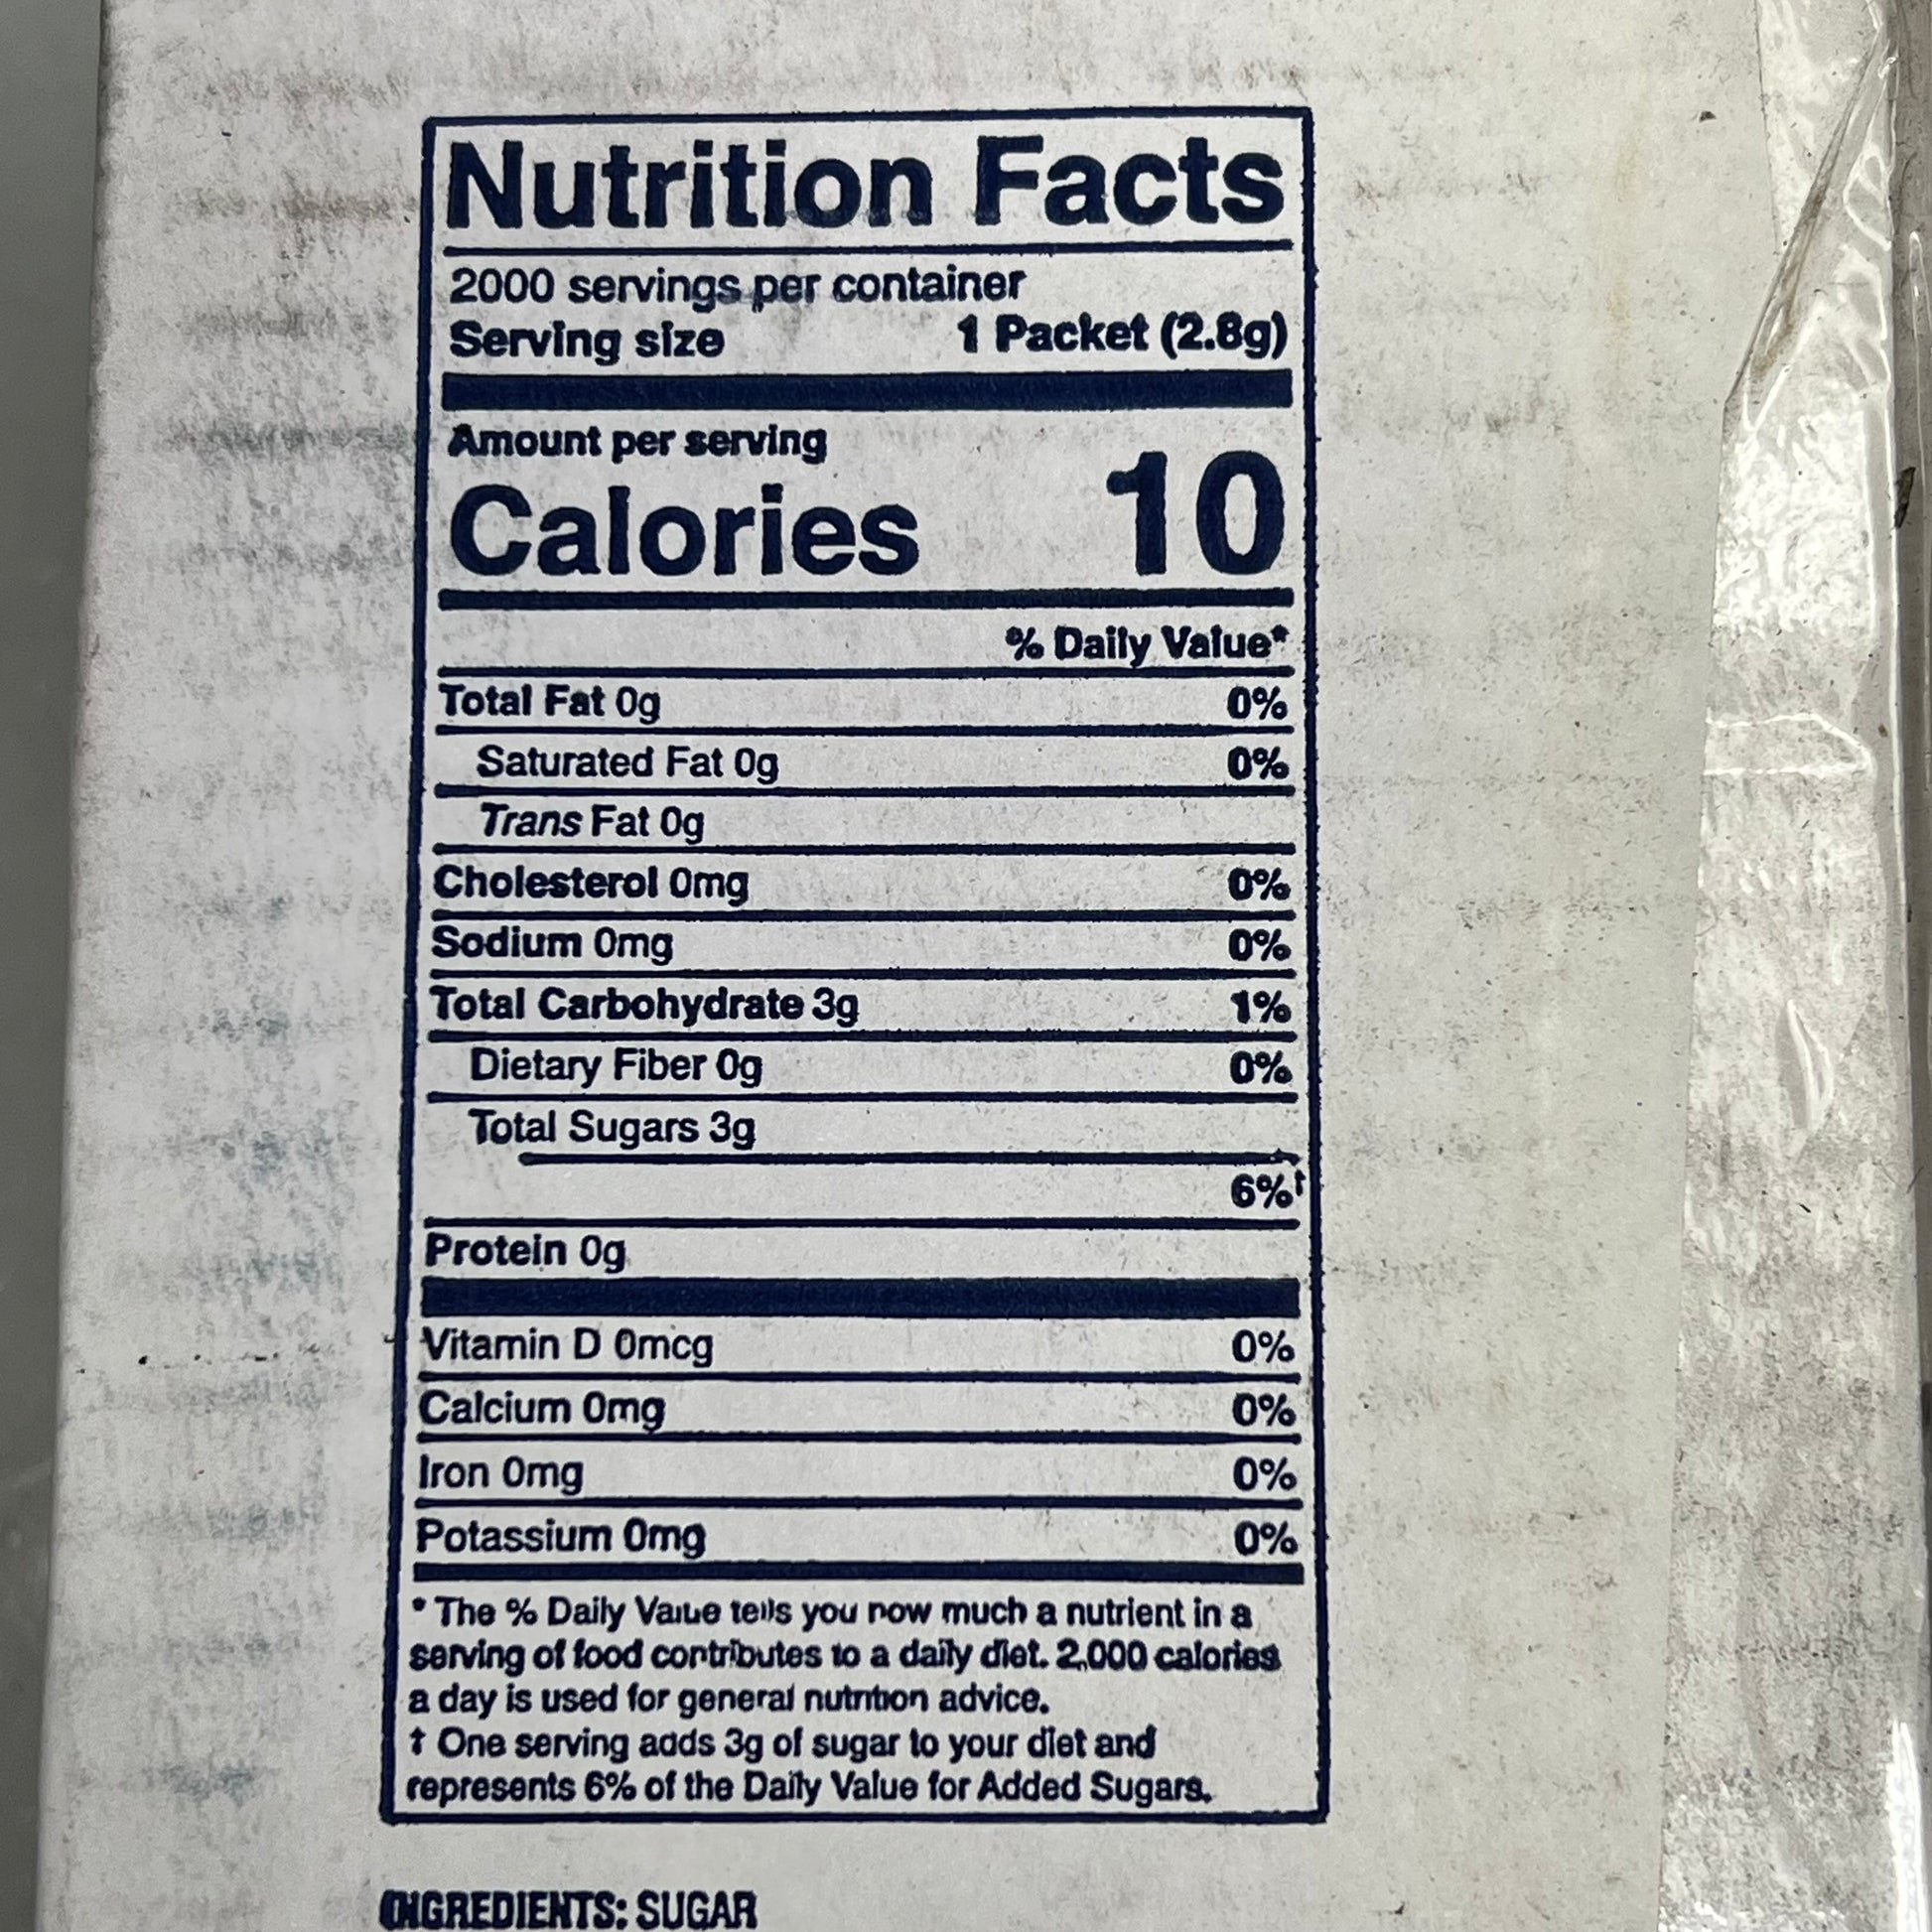 Nutrition Facts
2000 servings per container
Serving size 1 Packet (2.8g)
Amount per serving
Calories 10
% Daily Value*
Total Fat 0g 0%
Saturated Fat 0g 0%
Trans Fat 0g
Cholesterol 0mg 0%
Sodium 0mg 0%
Total Carbohydrate 3g 1%
Dietary Fiber 0g 0%
Total Sugars 3g
6%†
Protein 0g
Vitamin D 0mcg 0%
Calcium 0mg 0%
Iron 0mg 0%
Potassium 0mg 0%
* The % Daily Value tells you how much a nutrient in a
serving of food contributes to a daily diet. 2,000 calories
a day is used for general nutrition advice.
† One serving adds 3g of sugar to your diet and
represents 6% of the Daily Value for Added Sugars.
INGREDIENTS: SUGAR